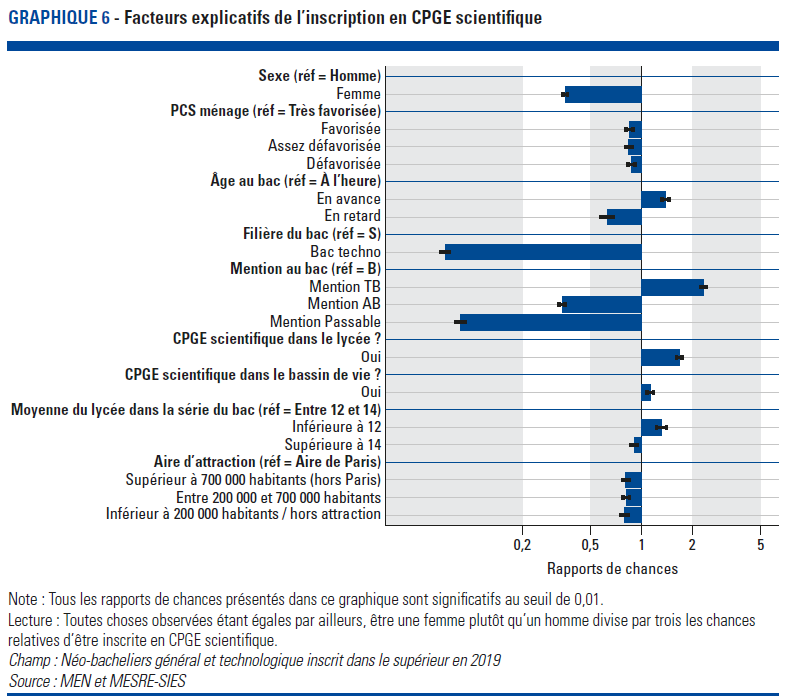 GRAPHIQUE 6 - Facteurs explicatifs de l’inscription en CPGE scientifique
Sexe (réf = Homme)
Femme
PCS ménage (réf = Très favorisée)
Favorisée
Assez défavorisée
Défavorisée
Âge au bac (réf = À l’heure)
En avance
En retard
Filière du bac (réf = S)
Bac techno
Mention au bac (réf = B)
Mention TB
Mention AB
Mention Passable
CPGE scientifique dans le lycée ?
Oui
CPGE scientifique dans le bassin de vie ?
Oui
Moyenne du lycée dans la série du bac (réf = Entre 12 et 14)
Inférieure à 12
Supérieure à 14
Aire d’attraction (réf = Aire de Paris)
Supérieur à 700 000 habitants (hors Paris)
Entre 200 000 et 700 000 habitants
Inférieur à 200 000 habitants / hors attraction
0,2 0,5 1 2 5
Rapports de chances
Note : Tous les rapports de chances présentés dans ce graphique sont significatifs au seuil de 0,01.
Lecture : Toutes choses observées étant égales par ailleurs, être une femme plutôt qu’un homme divise par trois les chances
relatives d’être inscrite en CPGE scientifique.
Champ : Néo-bacheliers général et technologique inscrit dans le supérieur en 2019
Source : MEN et MESRE-SIES